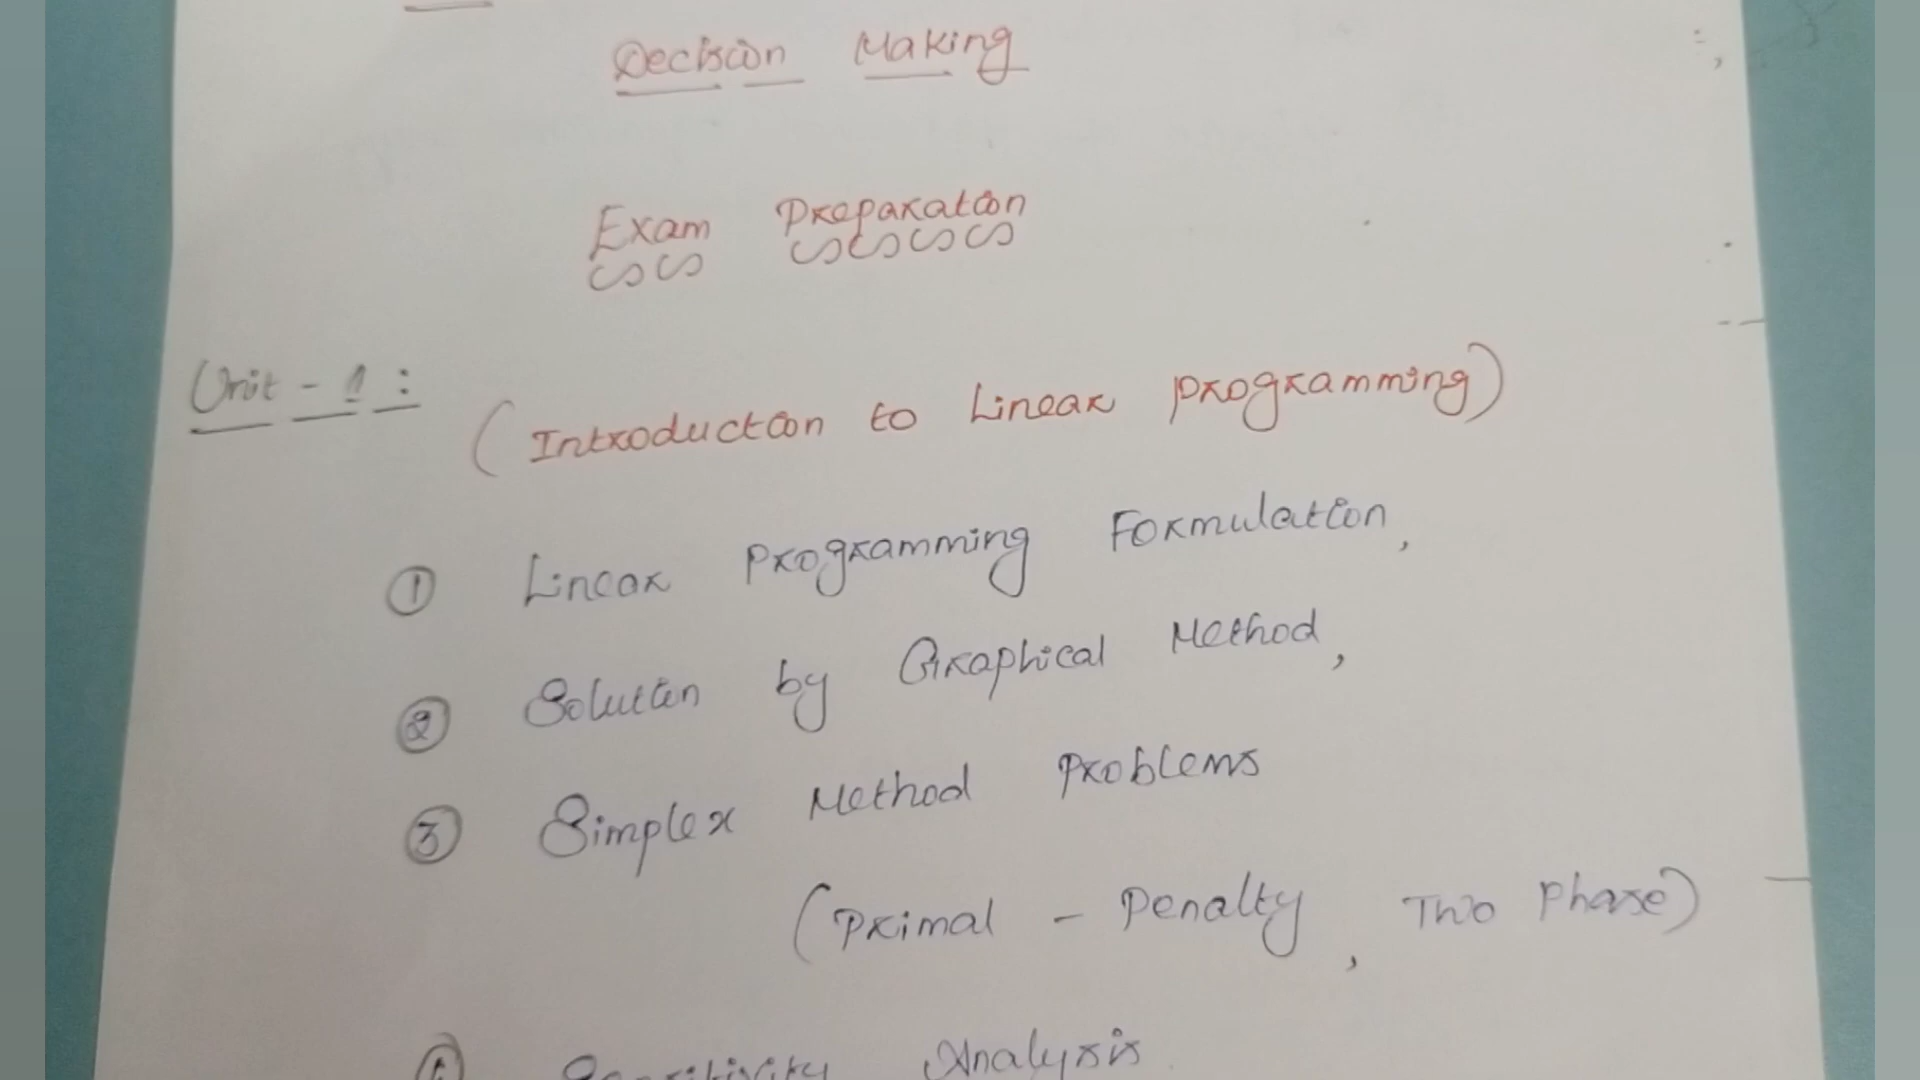 Decision Making
Exam Preparation
Unit - 1 :
(Introduction to Linear programming)
① Linear Programming Formulation,
② Solution by Graphical Method,
③ Simplex Method Problems
(Primal - Penalty, Two Phase)
Sensitivity Analysis